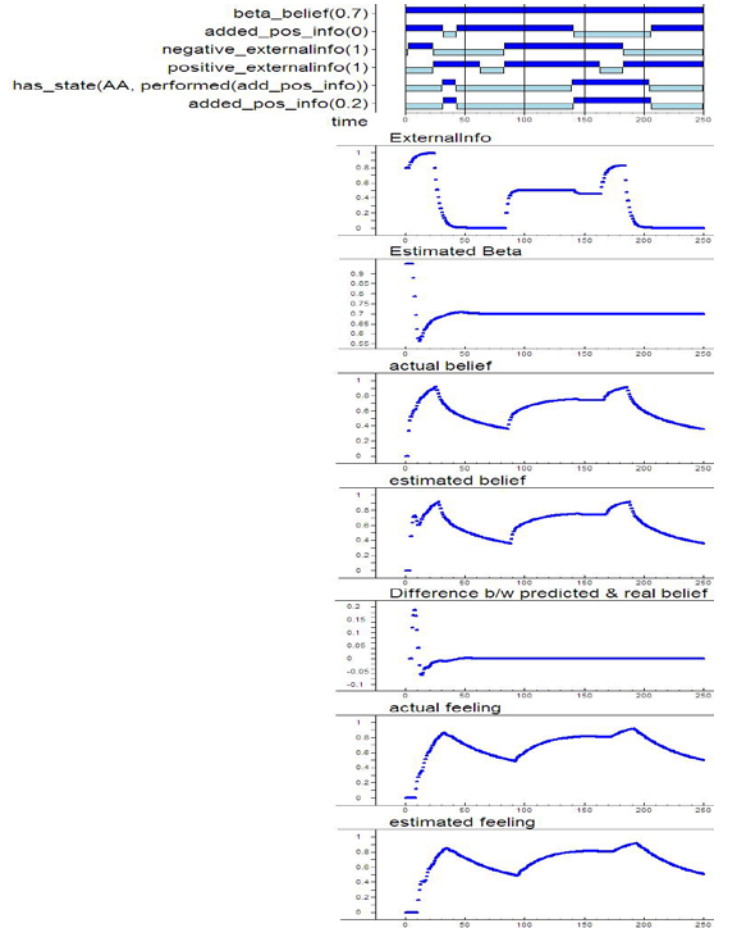 beta_belief(0.7)
added_pos_info(0)
negative_externalinfo(1)
positive_externalinfo(1)
has_state(AA, performed(add_pos_info))
added_pos_info(0.2)
time 0 50 100 150 200 250
ExternalInfo
1
0.8
0.6
0.4
0.2
0
0 50 100 150 200 250
Estimated Beta
0.9
0.85
0.8
0.75
0.7
0.65
0.6
0.55
0 50 100 150 200 250
actual belief
1
0.8
0.6
0.4
0.2
0
0 50 100 150 200 250
estimated belief
1
0.8
0.6
0.4
0.2
0
0 50 100 150 200 250
Difference b/w predicted & real belief
0.2
0.15
0.1
0.05
0
-0.05
-0.1
0 50 100 150 200 250
actual feeling
1
0.8
0.6
0.4
0.2
0
0 50 100 150 200 250
estimated feeling
1
0.8
0.6
0.4
0.2
0
0 50 100 150 200 250